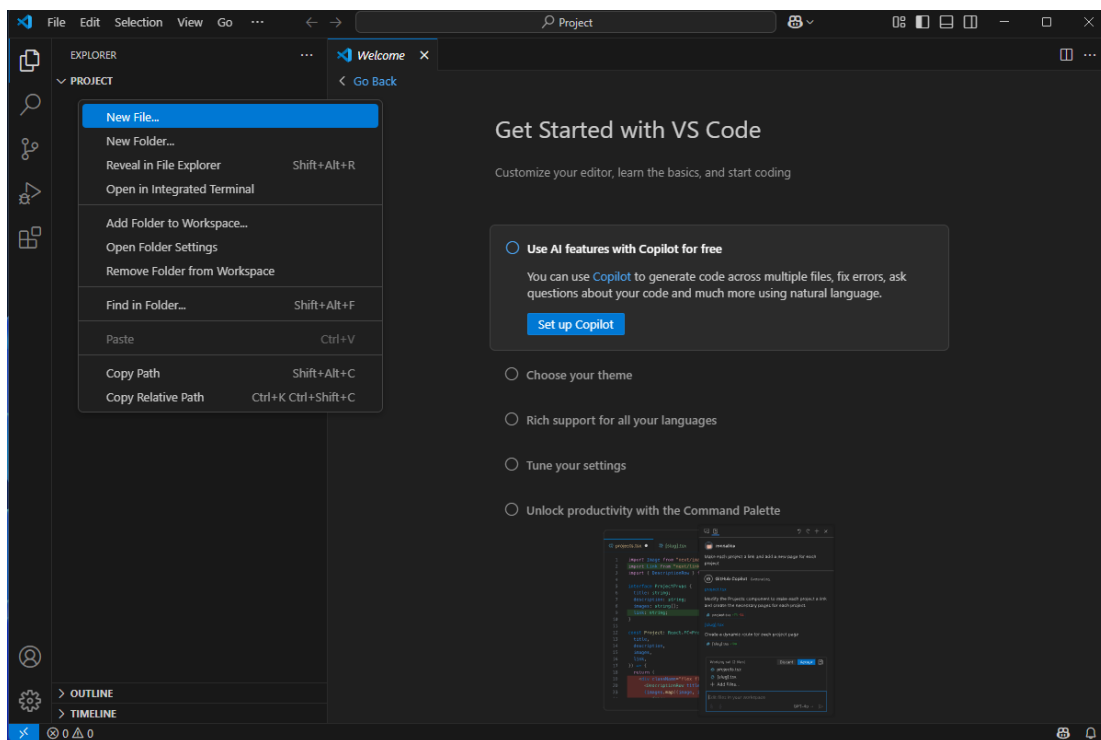 File Edit Selection View Go ··· Project
EXPLORER ··· Welcome
PROJECT
Go Back
New File...
New Folder...
Reveal in File Explorer Shift+Alt+R
Open in Integrated Terminal
Add Folder to Workspace...
Open Folder Settings
Remove Folder from Workspace
Find in Folder... Shift+Alt+F
Paste Ctrl+V
Copy Path Shift+Alt+C
Copy Relative Path Ctrl+K Ctrl+Shift+C
Get Started with VS Code
Customize your editor, learn the basics, and start coding
Use AI features with Copilot for free
You can use Copilot to generate code across multiple files, fix errors, ask
questions about your code and much more using natural language.
Set up Copilot
Choose your theme
Rich support for all your languages
Tune your settings
Unlock productivity with the Command Palette
OUTLINE
TIMELINE
0 0